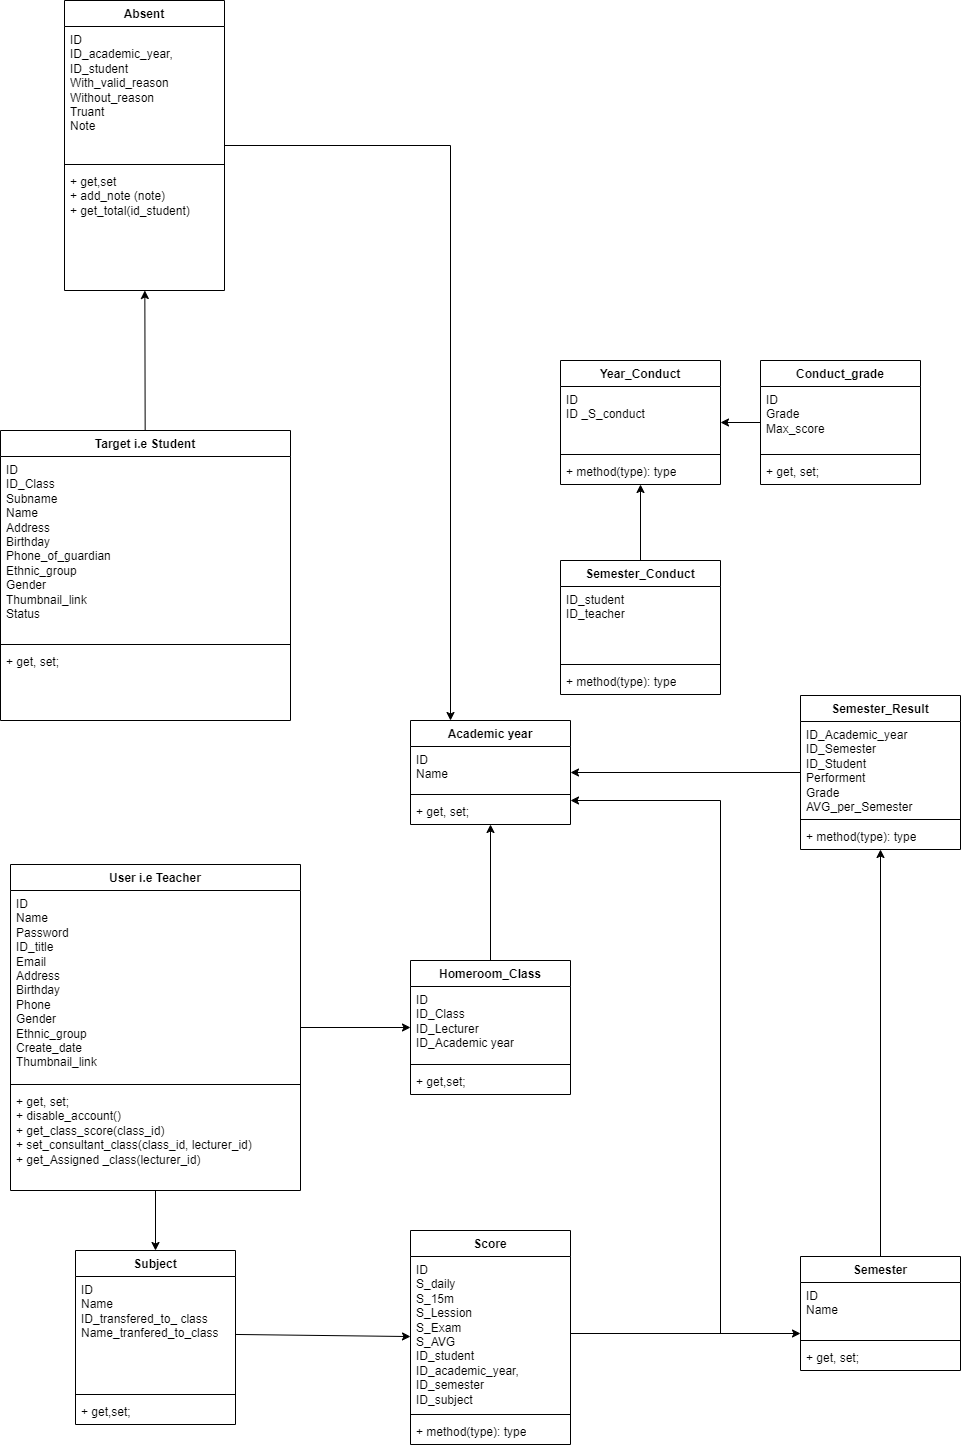 Absent
ID
ID_academic_year,
ID_student
With_valid_reason
Without_reason
Truant
Note
+ get,set
+ add_note (note)
+ get_total(id_student)
Year_Conduct
ID
ID _S_conduct
+ method(type): type
Conduct_grade
ID
Grade
Max_score
+ get, set;
Target i.e Student
ID
ID_Class
Subname
Name
Address
Birthday
Phone_of_guardian
Ethnic_group
Gender
Thumbnail_link
Status
+ get, set;
Semester_Conduct
ID_student
ID_teacher
+ method(type): type
Academic year
ID
Name
+ get, set;
Semester_Result
ID_Academic_year
ID_Semester
ID_Student
Performent
Grade
AVG_per_Semester
+ method(type): type
User i.e Teacher
ID
Name
Password
ID_title
Email
Address
Birthday
Phone
Gender
Ethnic_group
Create_date
Thumbnail_link
+ get, set;
+ disable_account()
+ get_class_score(class_id)
+ set_consultant_class(class_id, lecturer_id)
+ get_Assigned _class(lecturer_id)
Homeroom_Class
ID
ID_Class
ID_Lecturer
ID_Academic year
+ get,set;
Subject
ID
Name
ID_transfered_to_ class
Name_tranfered_to_class
+ get,set;
Score
ID
S_daily
S_15m
S_Lession
S_Exam
S_AVG
ID_student
ID_academic_year,
ID_semester
ID_subject
+ method(type): type
Semester
ID
Name
+ get, set;